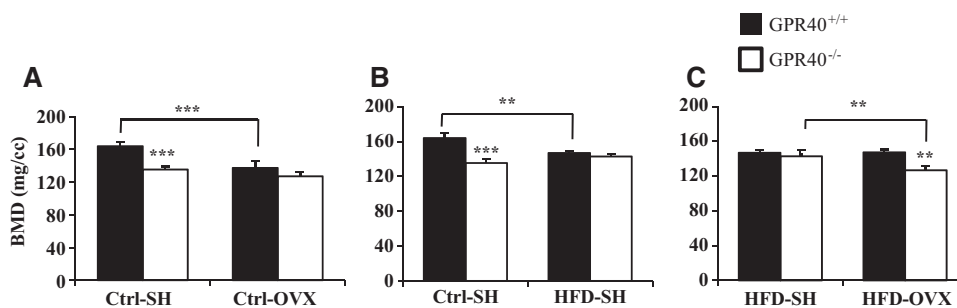 GPR40+/+
GPR40-/-
A
B
C
***
**
**
200
160
120
80
40
0
BMD (mg/cc)
***
Ctrl-SH
Ctrl-OVX
200
160
120
80
40
0
***
Ctrl-SH
HFD-SH
200
160
120
80
40
0
**
HFD-SH
HFD-OVX